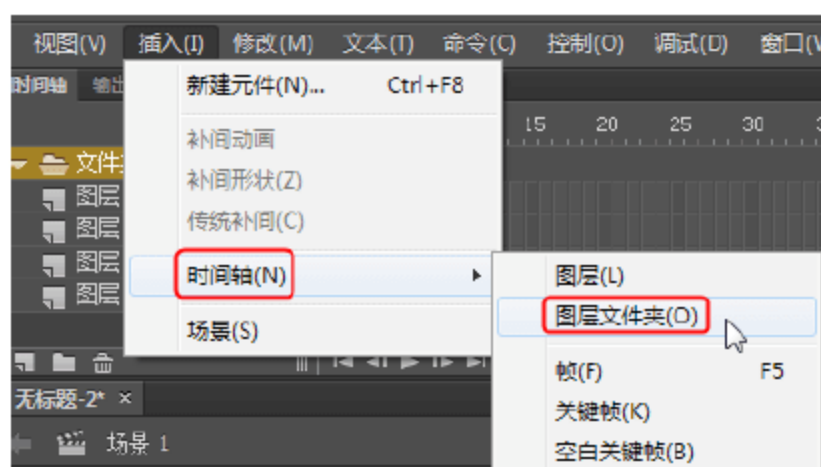 视图(V) 插入(I) 修改(M) 文本(T) 命令(C) 控制(O) 调试(D) 窗口(V
时间轴 输出
新建元件(N)... Ctrl+F8
补间动画
补间形状(Z)
传统补间(C)
时间轴(N)
场景(S)
15 20 25 30
文件
图层
图层
图层
图层
图层(L)
图层文件夹(O)
帧(F) F5
关键帧(K)
空白关键帧(B)
无标题-2* ×
场景 1